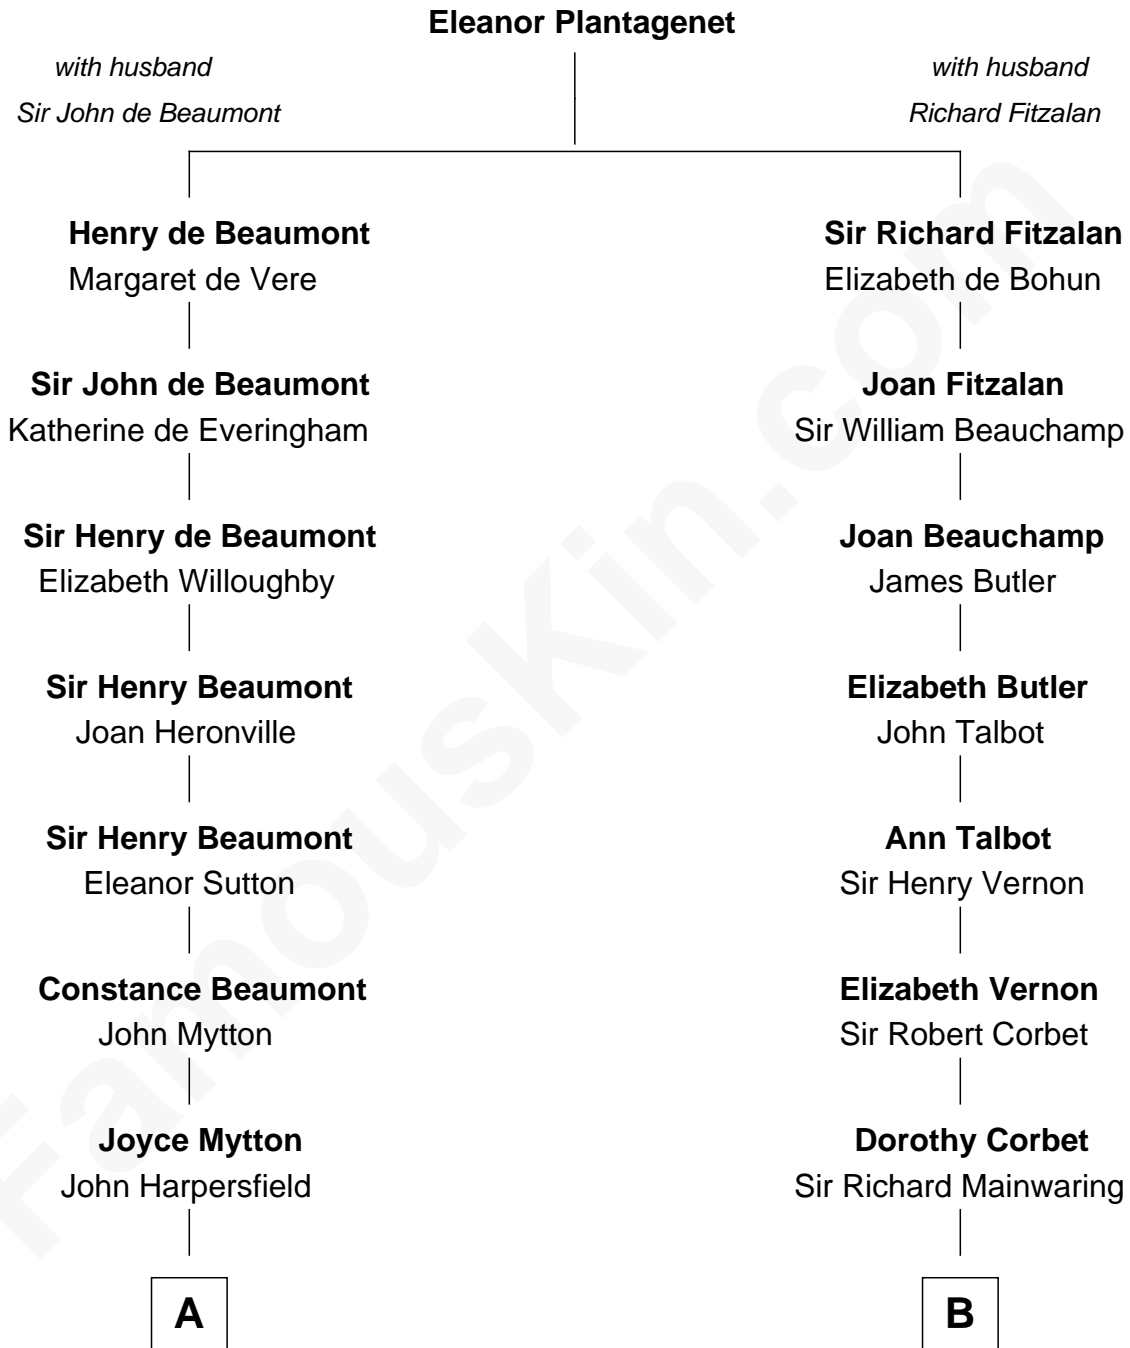 Eleanor Plantagenet
with husband
Sir John de Beaumont
with husband
Richard Fitzalan
Henry de Beaumont
Margaret de Vere
Sir Richard Fitzalan
Elizabeth de Bohun
Sir John de Beaumont
Katherine de Everingham
Joan Fitzalan
Sir William Beauchamp
Sir Henry de Beaumont
Elizabeth Willoughby
Joan Beauchamp
James Butler
Sir Henry Beaumont
Joan Heronville
Elizabeth Butler
John Talbot
Sir Henry Beaumont
Eleanor Sutton
Ann Talbot
Sir Henry Vernon
Constance Beaumont
John Mytton
Elizabeth Vernon
Sir Robert Corbet
Joyce Mytton
John Harpersfield
Dorothy Corbet
Sir Richard Mainwaring
A
B
FamousKin.com